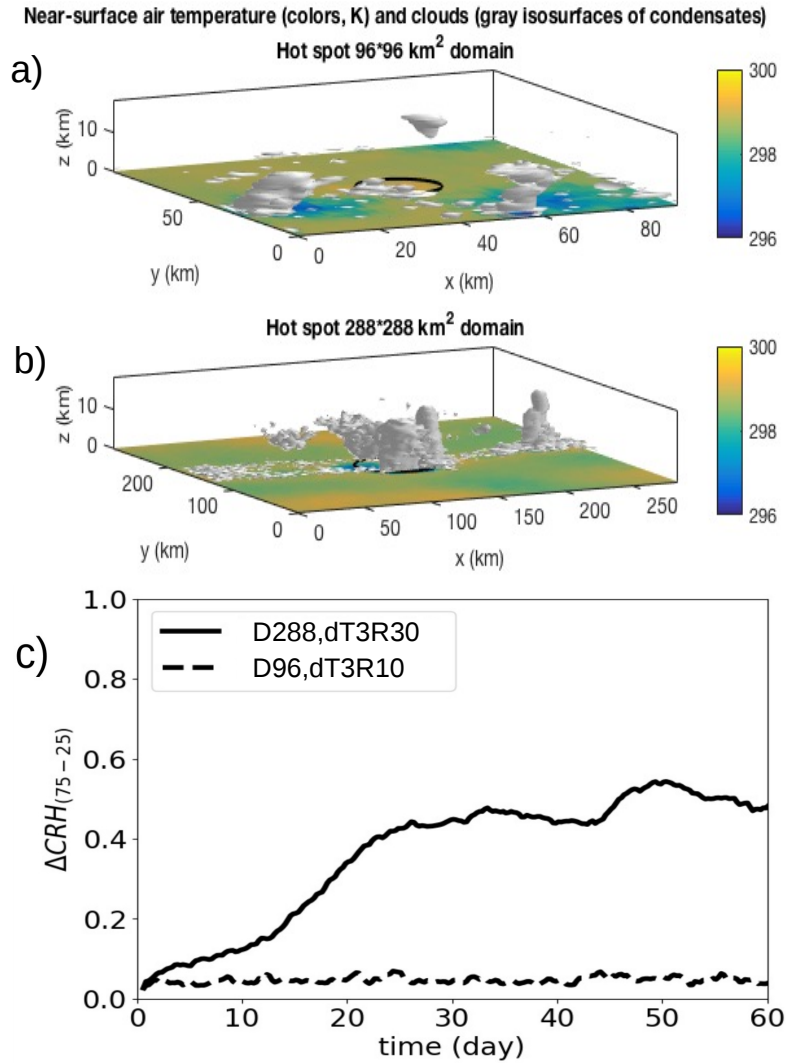 Near-surface air temperature (colors, K) and clouds (gray isosurfaces of condensates)
a)
Hot spot 96*96 km² domain
z (km)
10
0
50
0
y (km)
0
20
40
60
80
x (km)
300
298
296
b)
Hot spot 288*288 km² domain
z (km)
10
0
200
100
0
y (km)
0
50
100
150
200
250
x (km)
300
298
296
c)
D288,dT3R30
D96,dT3R10
ΔCRH(75 − 25)
1.0
0.8
0.6
0.4
0.2
0.0
0
10
20
30
40
50
60
time (day)